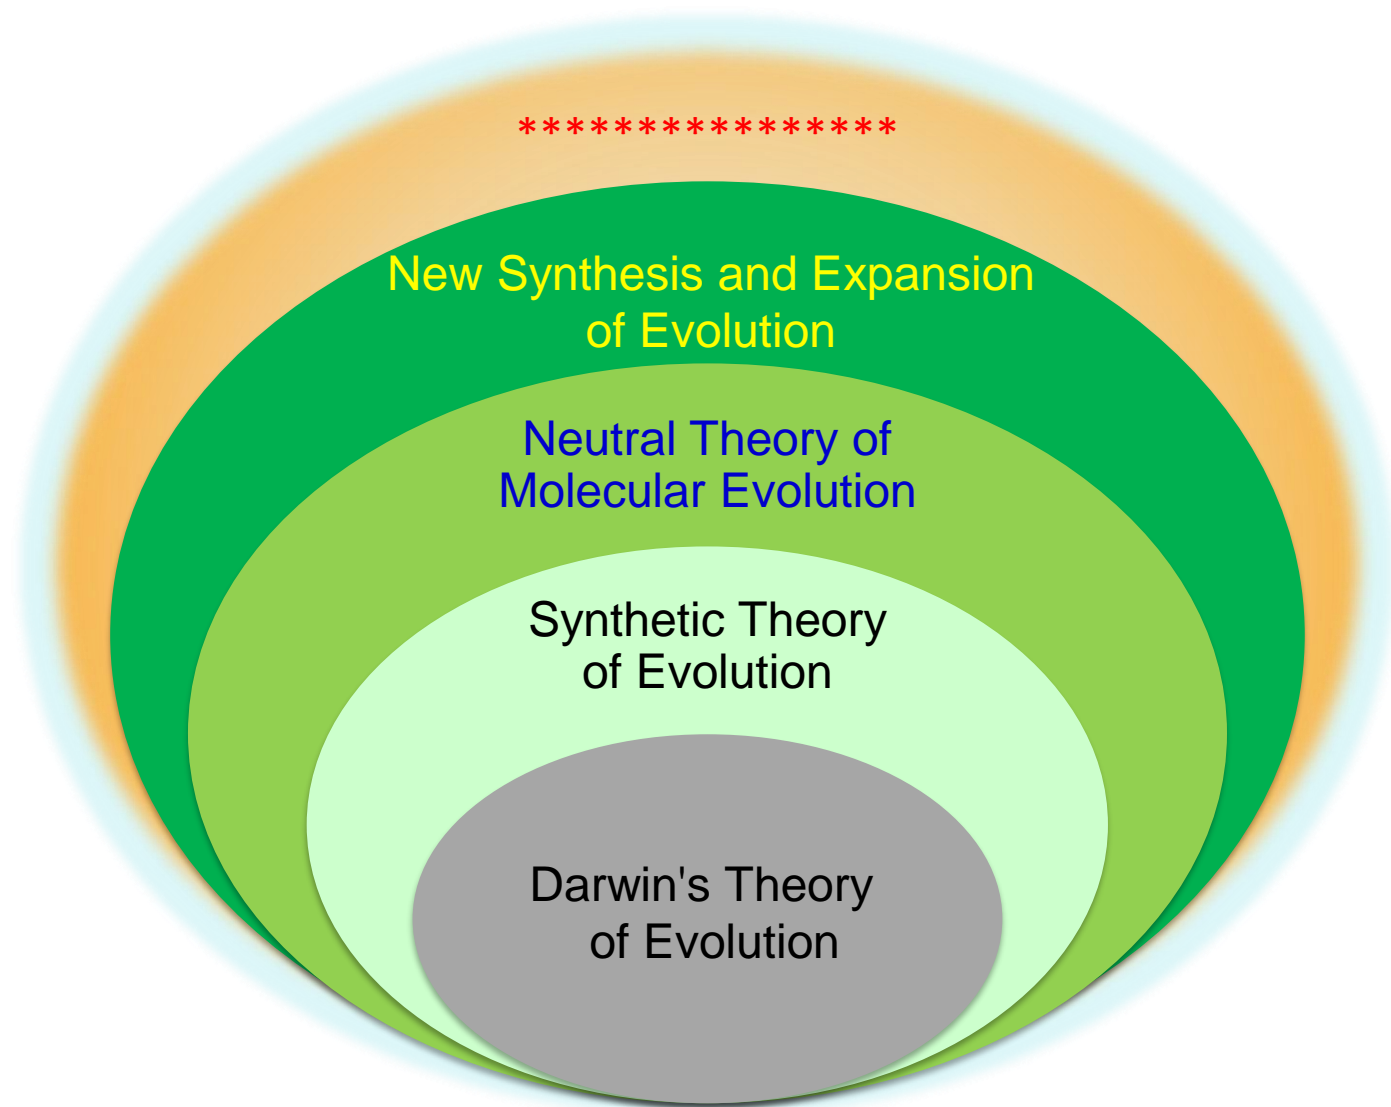 ****************
New Synthesis and Expansion
of Evolution
Neutral Theory of
Molecular Evolution
Synthetic Theory
of Evolution
Darwin's Theory
of Evolution